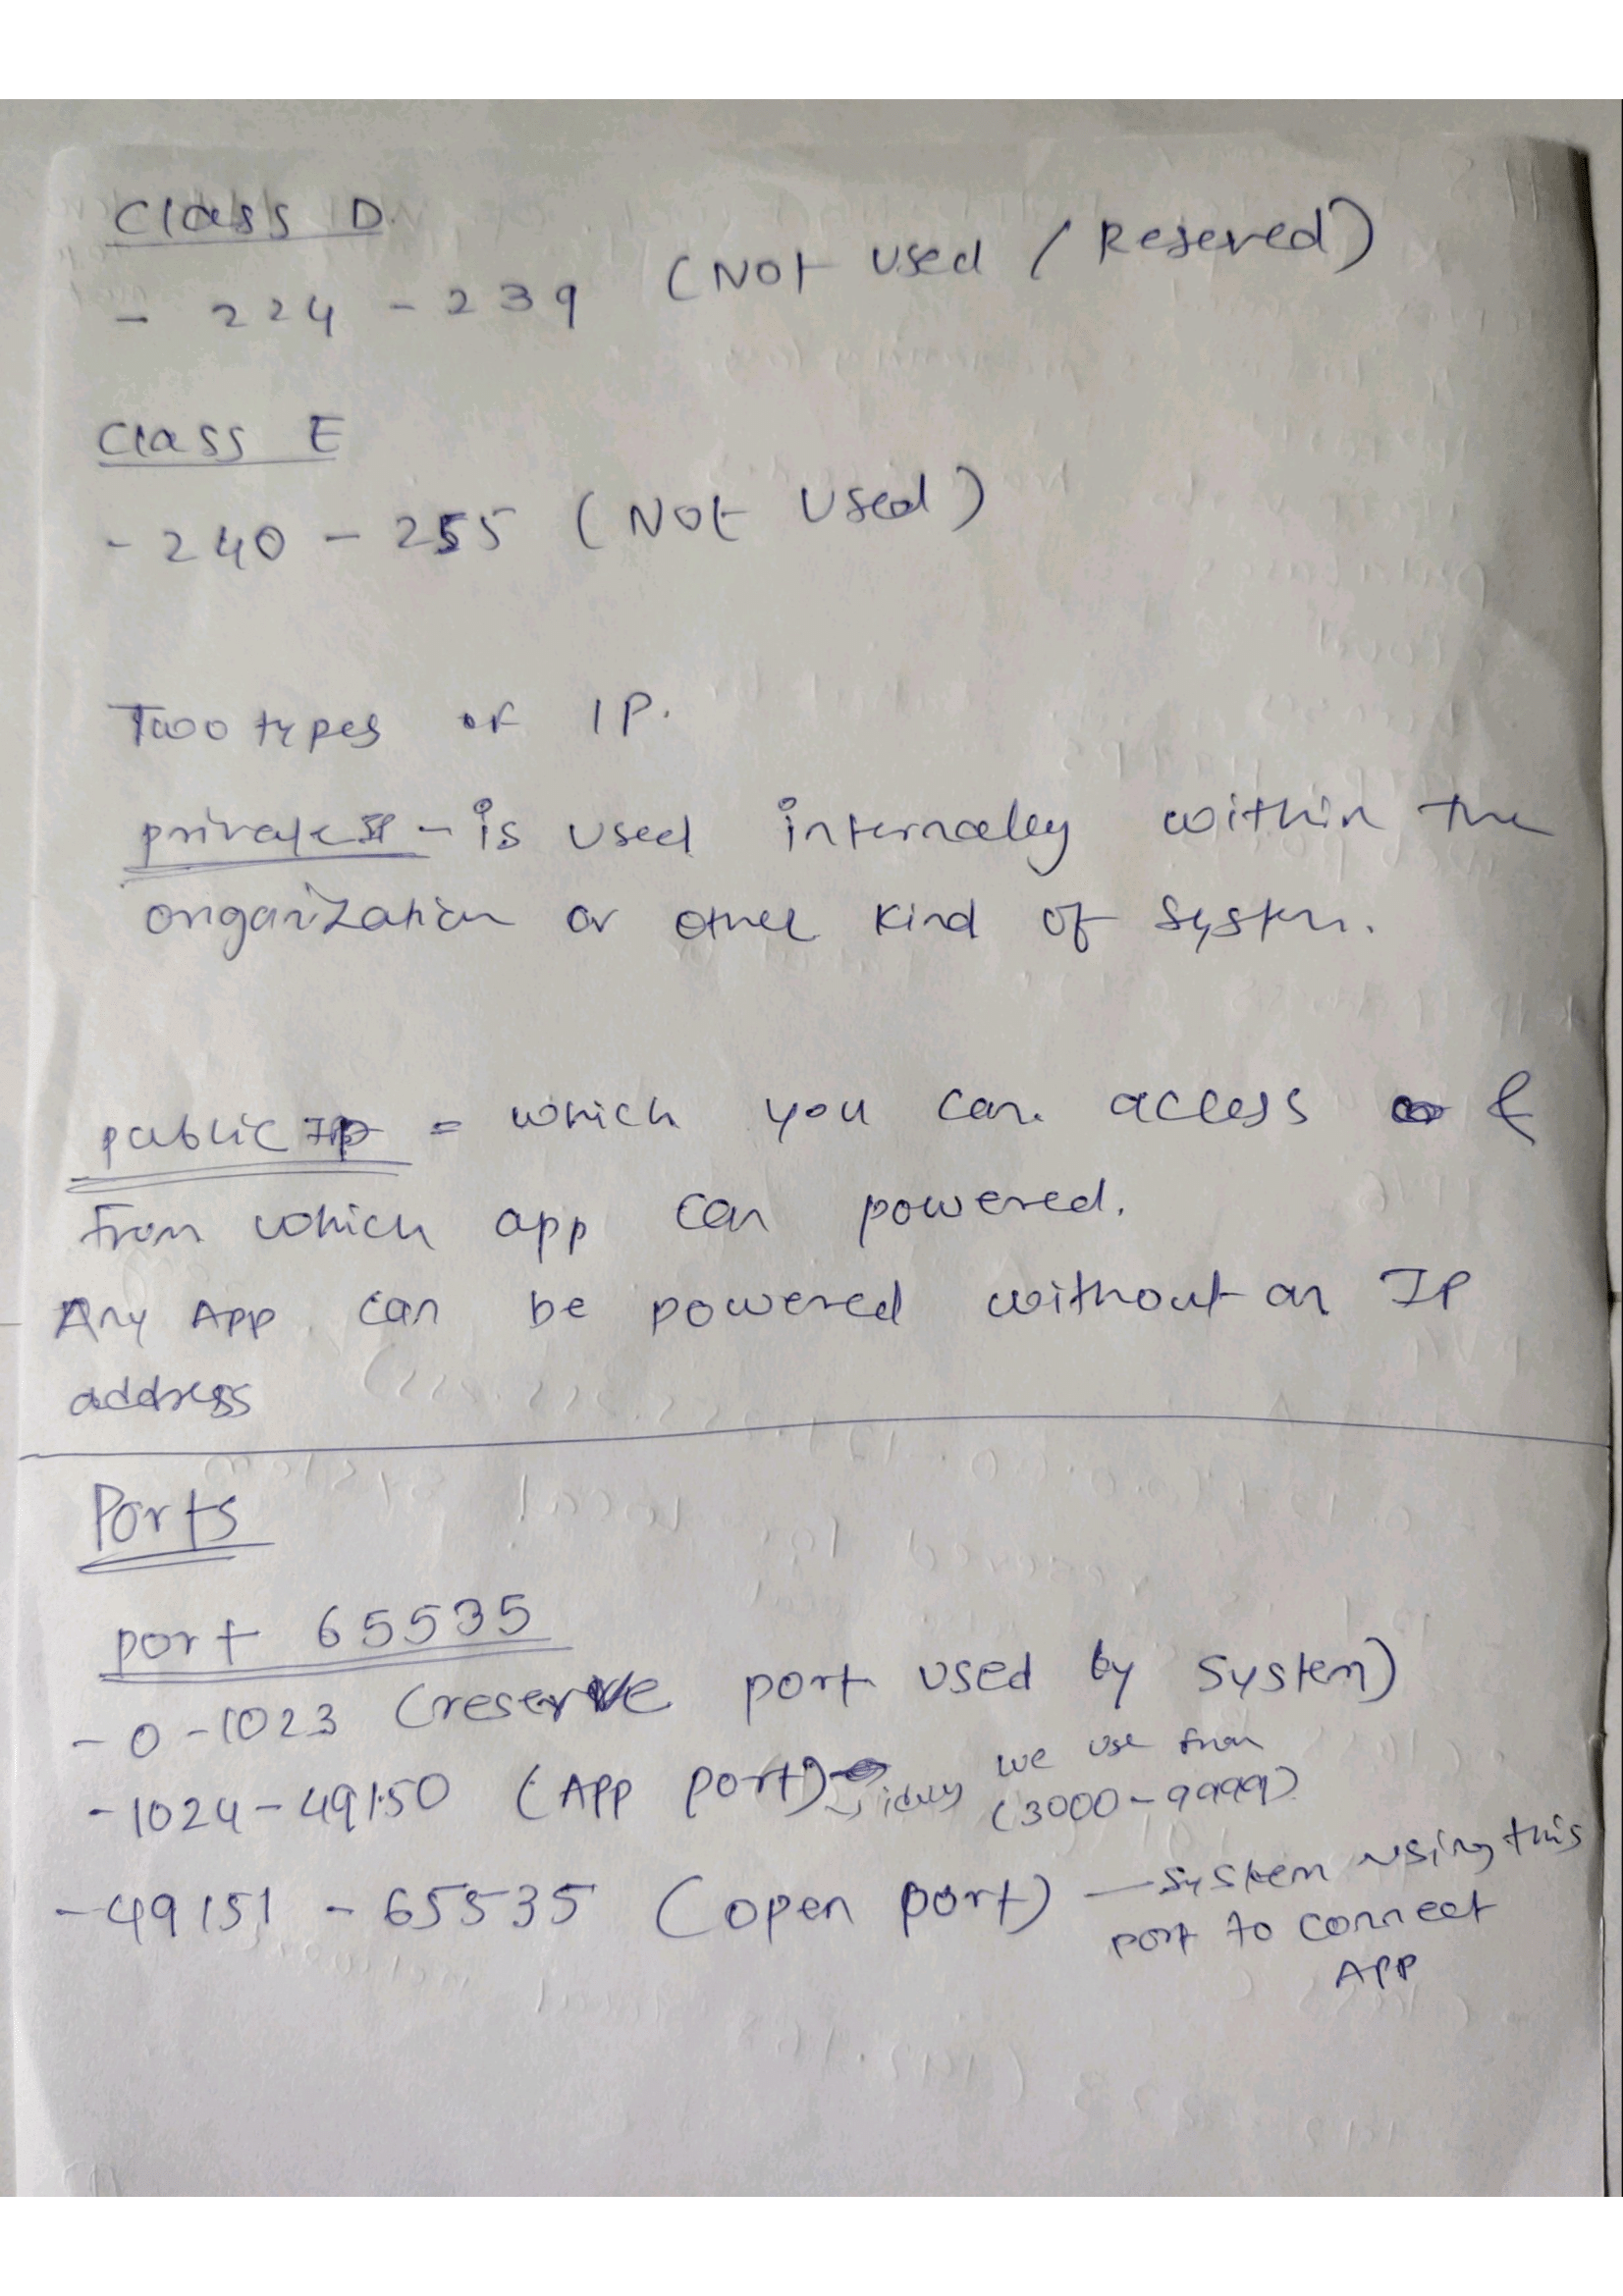 Class D.
- 224 - 239 (Not used / Reserved)
Class E
- 240 - 255 (Not Used)
Two types of IP.
private IP - is used internally within the
organization or other kind of system.
public IP = which you can access &
From which app can powered.
Any App can be powered without an IP
address
Ports
port 65535
- 0 - 1023 (reserve port used by System)
- 1024 - 49150 (App port) we use from
(3000 - 9999)
- 49151 - 65535 (open port) - system using this
port to connect
APP